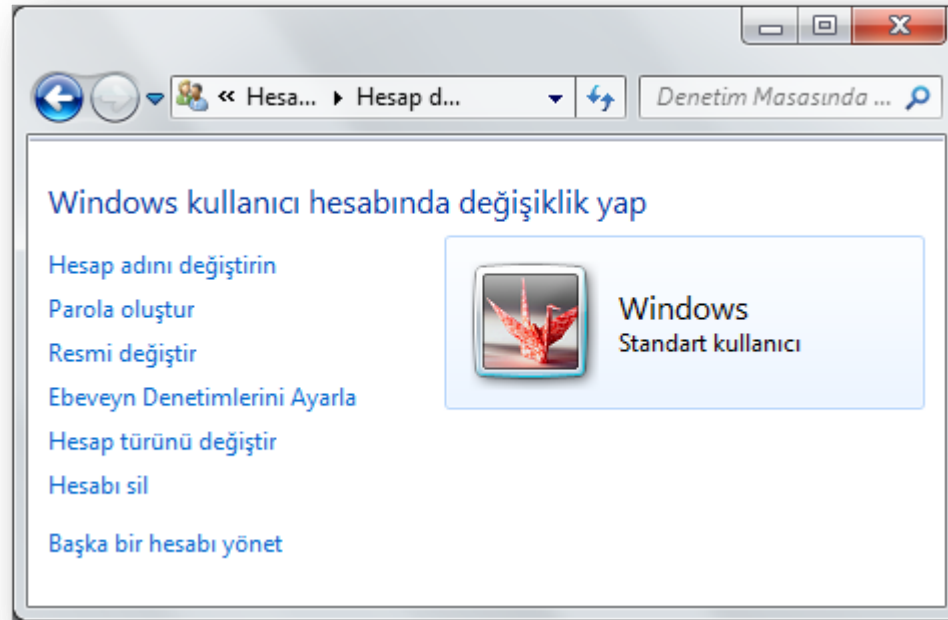 « Hesa... Hesap d... Denetim Masasında ...
Windows kullanıcı hesabında değişiklik yap
Hesap adını değiştirin
Parola oluştur
Resmi değiştir
Ebeveyn Denetimlerini Ayarla
Hesap türünü değiştir
Hesabı sil
Başka bir hesabı yönet
Windows
Standart kullanıcı